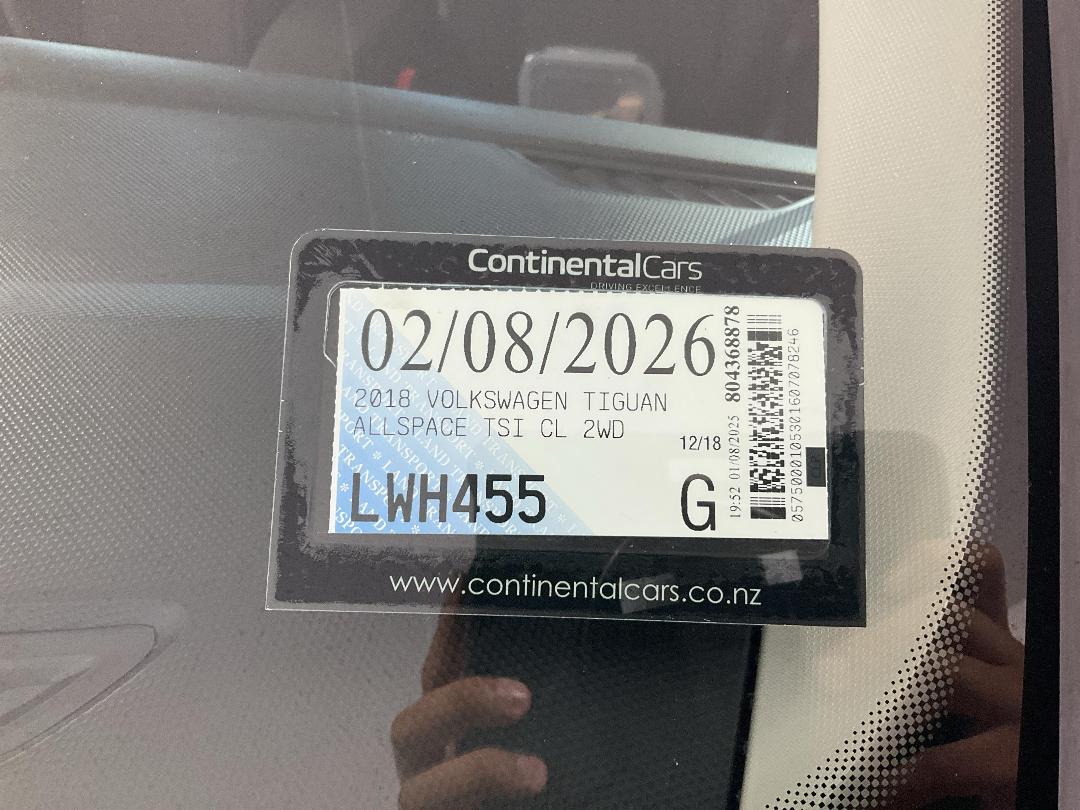 ContinentalCars
DRIVING EXCELLENCE
02/08/2026
2018 VOLKSWAGEN TIGUAN
ALLSPACE TSI CL 2WD
12/18
LWH455
G
19:52 01/08/2025 804368878
0575000105301607078246
www.continentalcars.co.nz